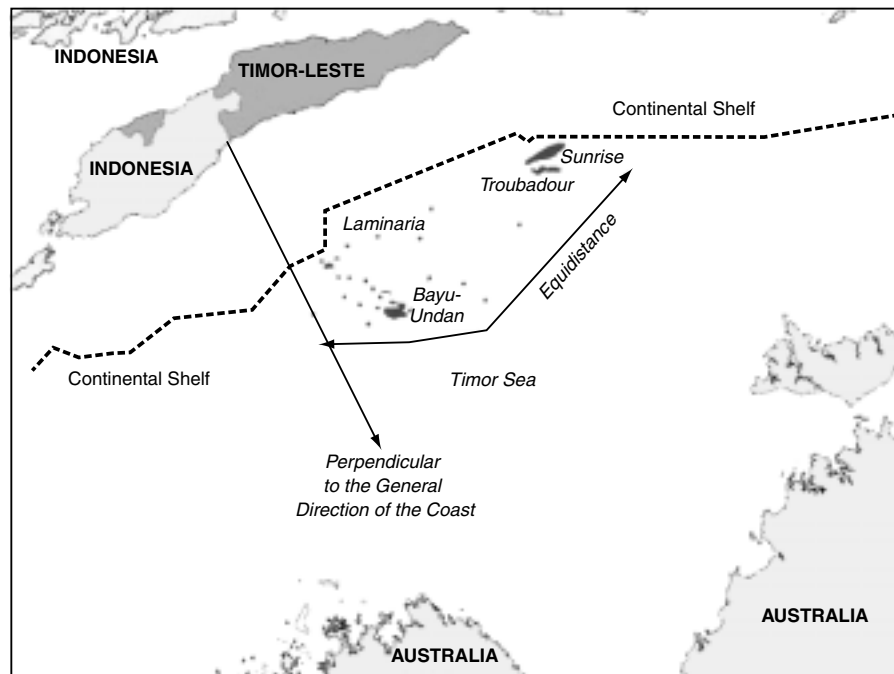 INDONESIA
TIMOR-LESTE
Continental Shelf
INDONESIA
Sunrise
Troubadour
Laminaria
Equidistance
Bayu-
Undan
Continental Shelf
Timor Sea
Perpendicular
to the General
Direction of the Coast
AUSTRALIA
AUSTRALIA